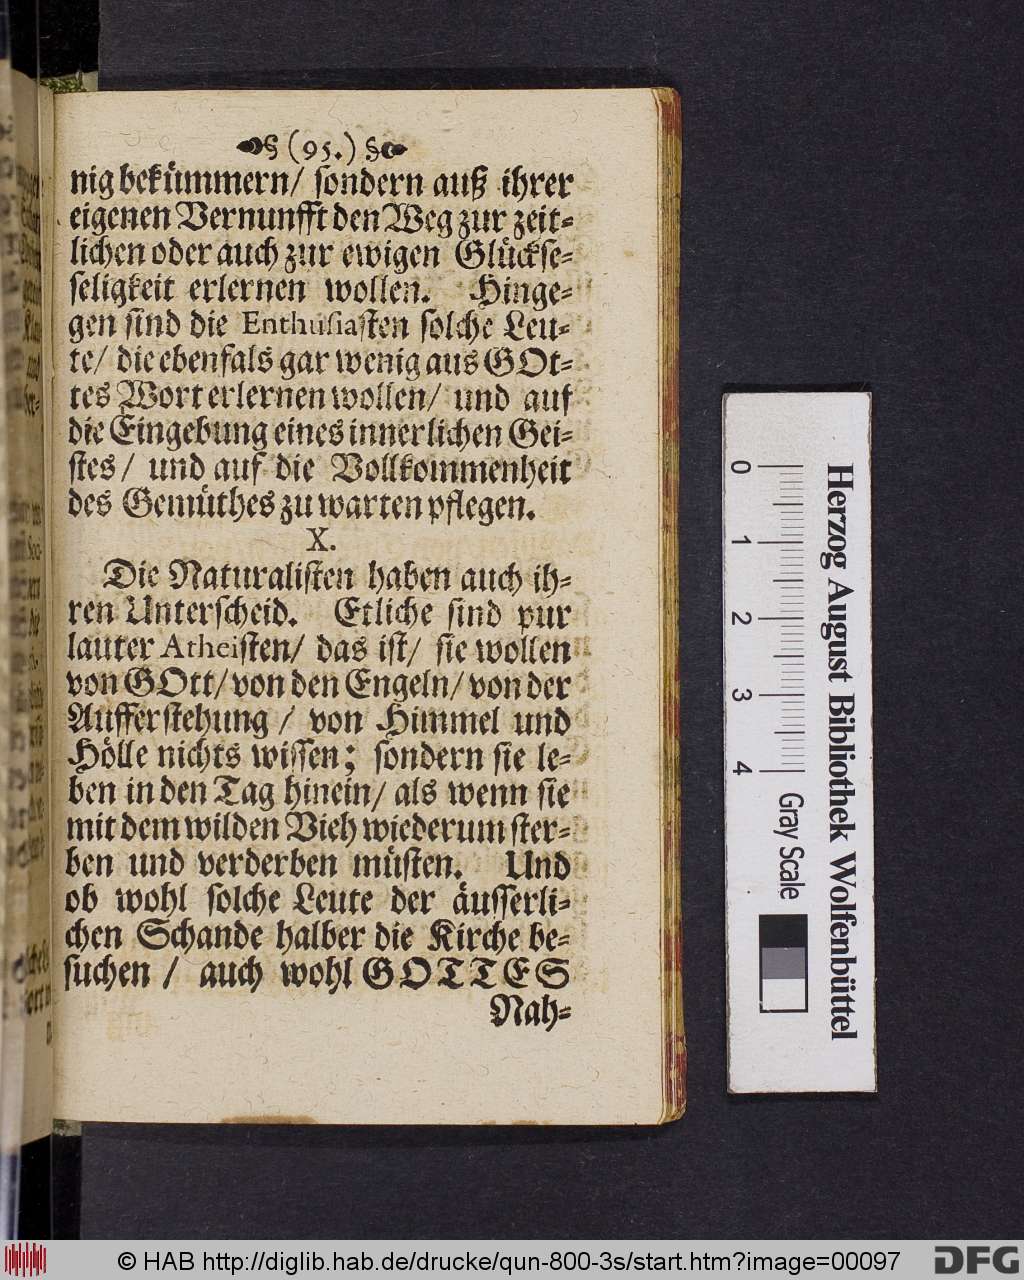 (95.)
nig bekümmern/ sondern auß ihrer
eigenen Vernunfft den Weg zur zeit-
lichen oder auch zur ewigen Glückse-
seligkeit erlernen wollen. Hinge-
gen sind die Enthusiasten solche Leu-
te/ die ebenfals gar wenig aus GOt-
tes Wort erlernen wollen/ und auf
die Eingebung eines innerlichen Gei-
stes/ und auf die Vollkommenheit
des Gemüthes zu warten pflegen.
X.
Die Naturalisten haben auch ih-
ren Unterscheid. Etliche sind pur
lauter Atheisten/ das ist/ sie wollen
von GOtt/ von den Engeln/ von der
Aufferstehung / von Himmel und
Hölle nichts wissen; sondern sie le-
ben in den Tag hinein/ als wenn sie
mit dem wilden Vieh wiederum ster-
ben und verderben müsten. Und
ob wohl solche Leute der äusserli-
chen Schande halber die Kirche be-
suchen / auch wohl GOTTES
Nah-
Herzog August Bibliothek Wolfenbüttel
0 1 2 3 4 Gray Scale
© HAB http://diglib.hab.de/drucke/qun-800-3s/start.htm?image=00097
DFG